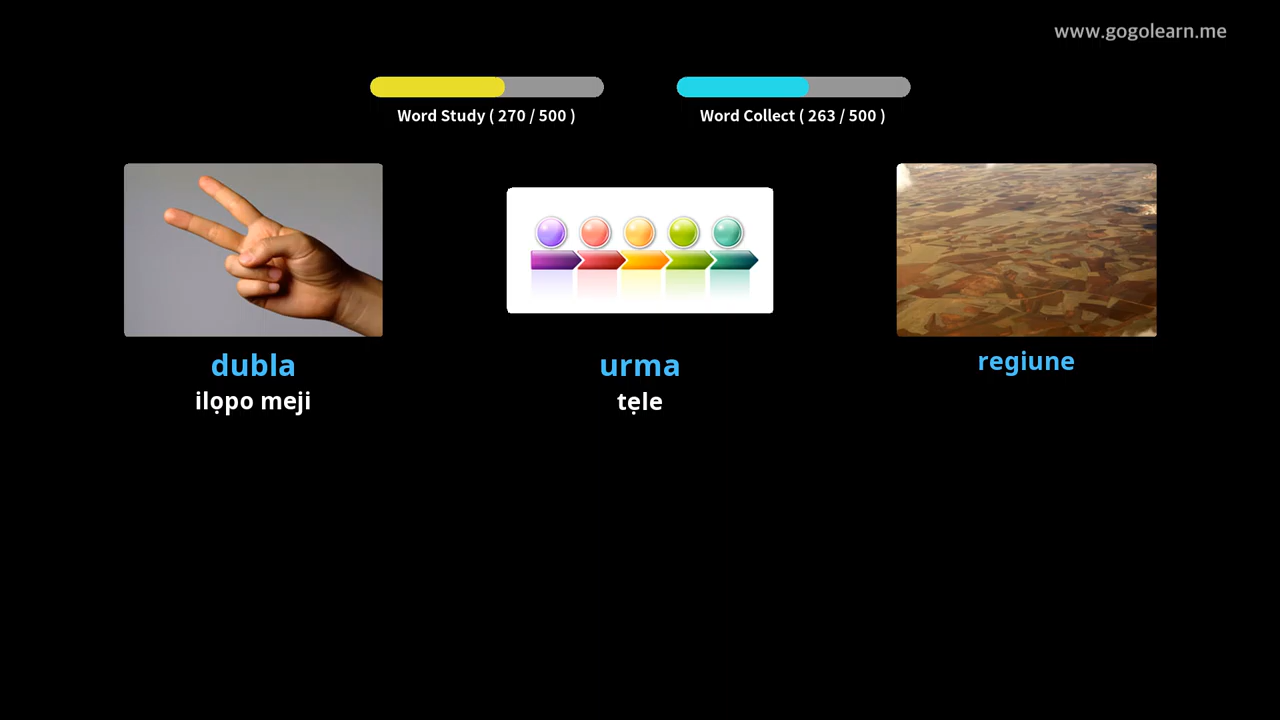 www.gogolearn.me
Word Study ( 270 / 500 )
Word Collect ( 263 / 500 )
dubla
ilọpo meji
urma
tẹle
regiune